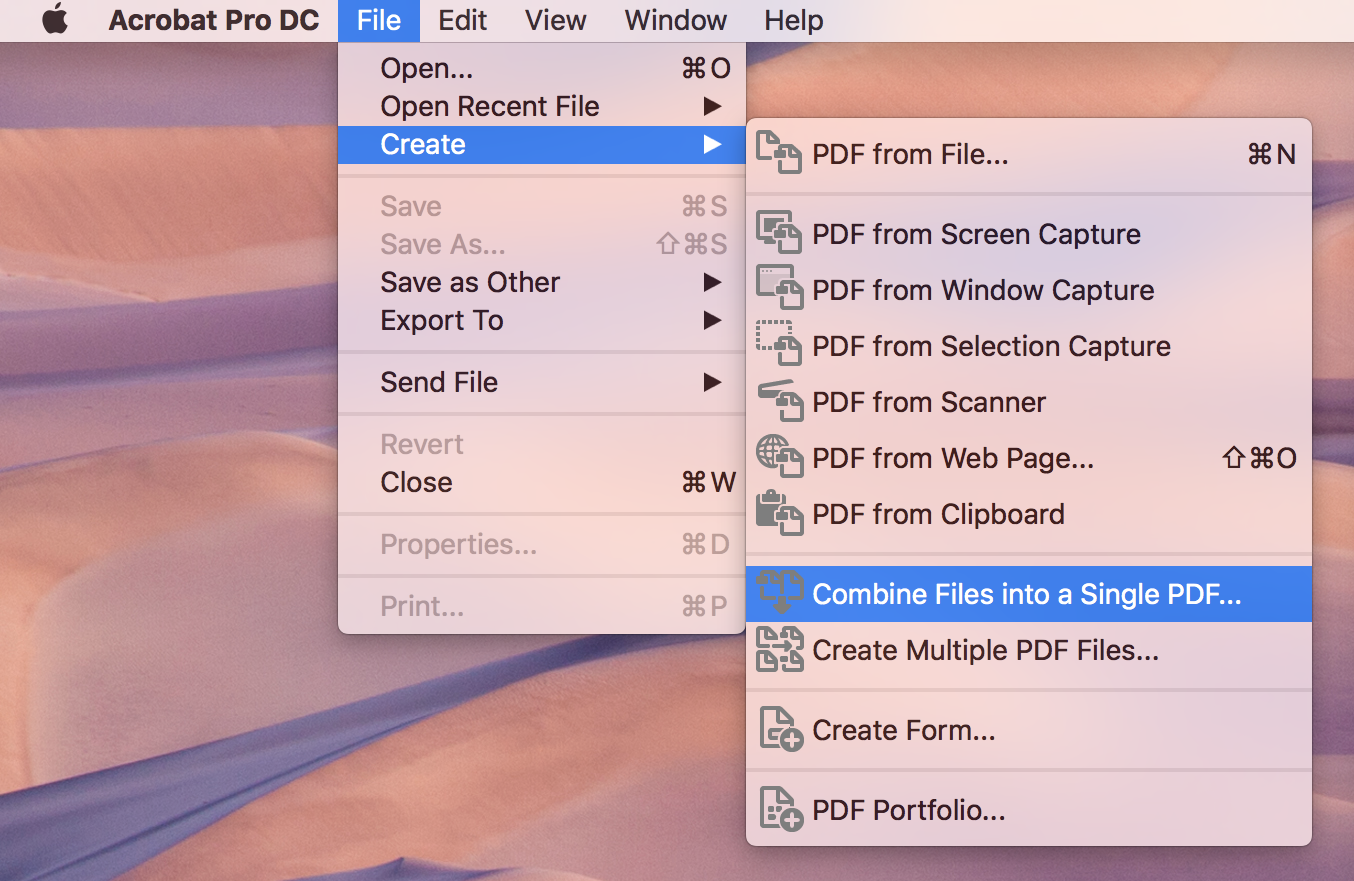 Acrobat Pro DC File Edit View Window Help
Open... ⌘O
Open Recent File ▶
Create ▶
Save ⌘S
Save As... ⇧⌘S
Save as Other ▶
Export To ▶
Send File ▶
Revert
Close ⌘W
Properties... ⌘D
Print... ⌘P
PDF from File... ⌘N
PDF from Screen Capture
PDF from Window Capture
PDF from Selection Capture
PDF from Scanner
PDF from Web Page... ⇧⌘O
PDF from Clipboard
Combine Files into a Single PDF...
Create Multiple PDF Files...
Create Form...
PDF Portfolio...